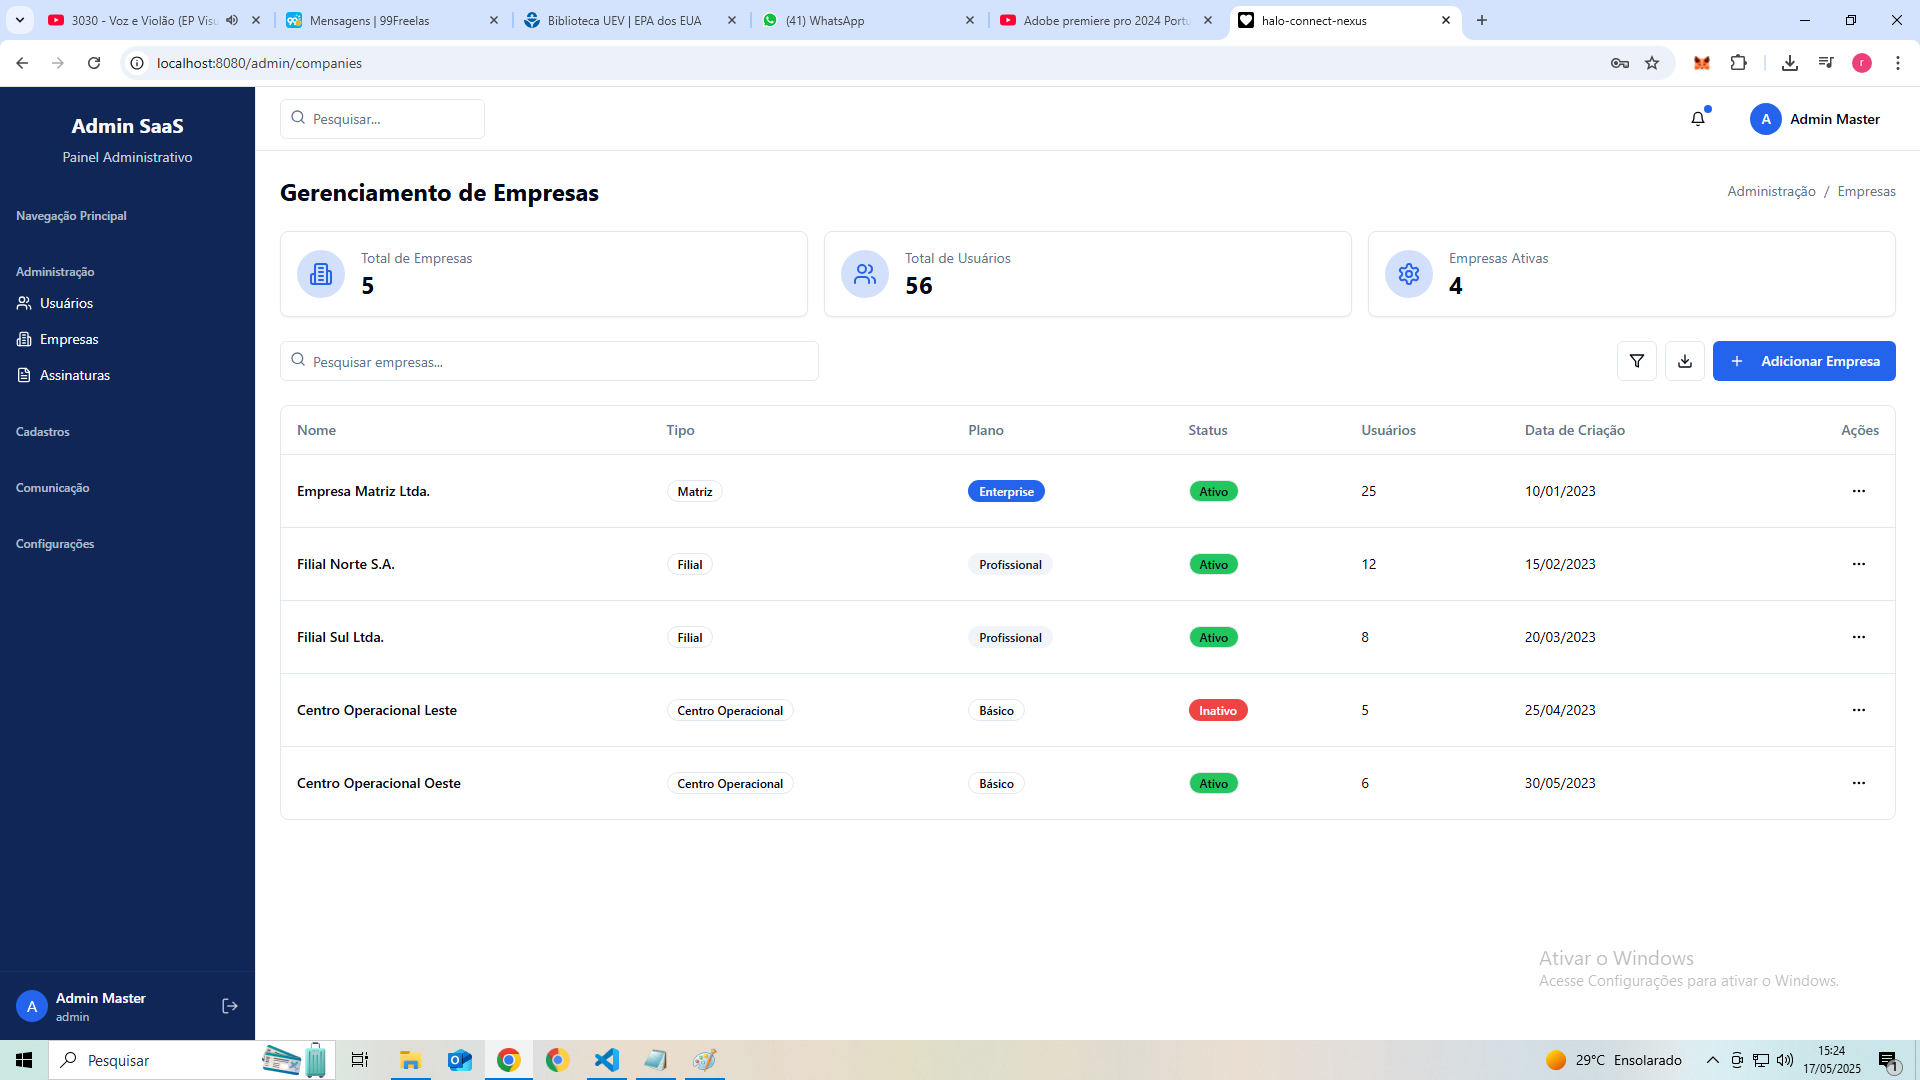 3030 - Voz e Violão (EP Visu
Mensagens | 99Freelas
Biblioteca UEV | EPA dos EUA
(41) WhatsApp
Adobe premiere pro 2024 Portu
halo-connect-nexus
localhost:8080/admin/companies
r
Admin SaaS
Painel Administrativo
Navegação Principal
Administração
Usuários
Empresas
Assinaturas
Cadastros
Comunicação
Configurações
A
Admin Master
admin
Pesquisar...
A
Admin Master
Gerenciamento de Empresas
Administração / Empresas
Total de Empresas
5
Total de Usuários
56
Empresas Ativas
4
Pesquisar empresas...
Adicionar Empresa
Nome Tipo Plano Status Usuários Data de Criação Ações
Empresa Matriz Ltda. Matriz Enterprise Ativo 25 10/01/2023
Filial Norte S.A. Filial Profissional Ativo 12 15/02/2023
Filial Sul Ltda. Filial Profissional Ativo 8 20/03/2023
Centro Operacional Leste Centro Operacional Básico Inativo 5 25/04/2023
Centro Operacional Oeste Centro Operacional Básico Ativo 6 30/05/2023
Ativar o Windows
Acesse Configurações para ativar o Windows.
Pesquisar
29°C Ensolarado
15:24
17/05/2025
1